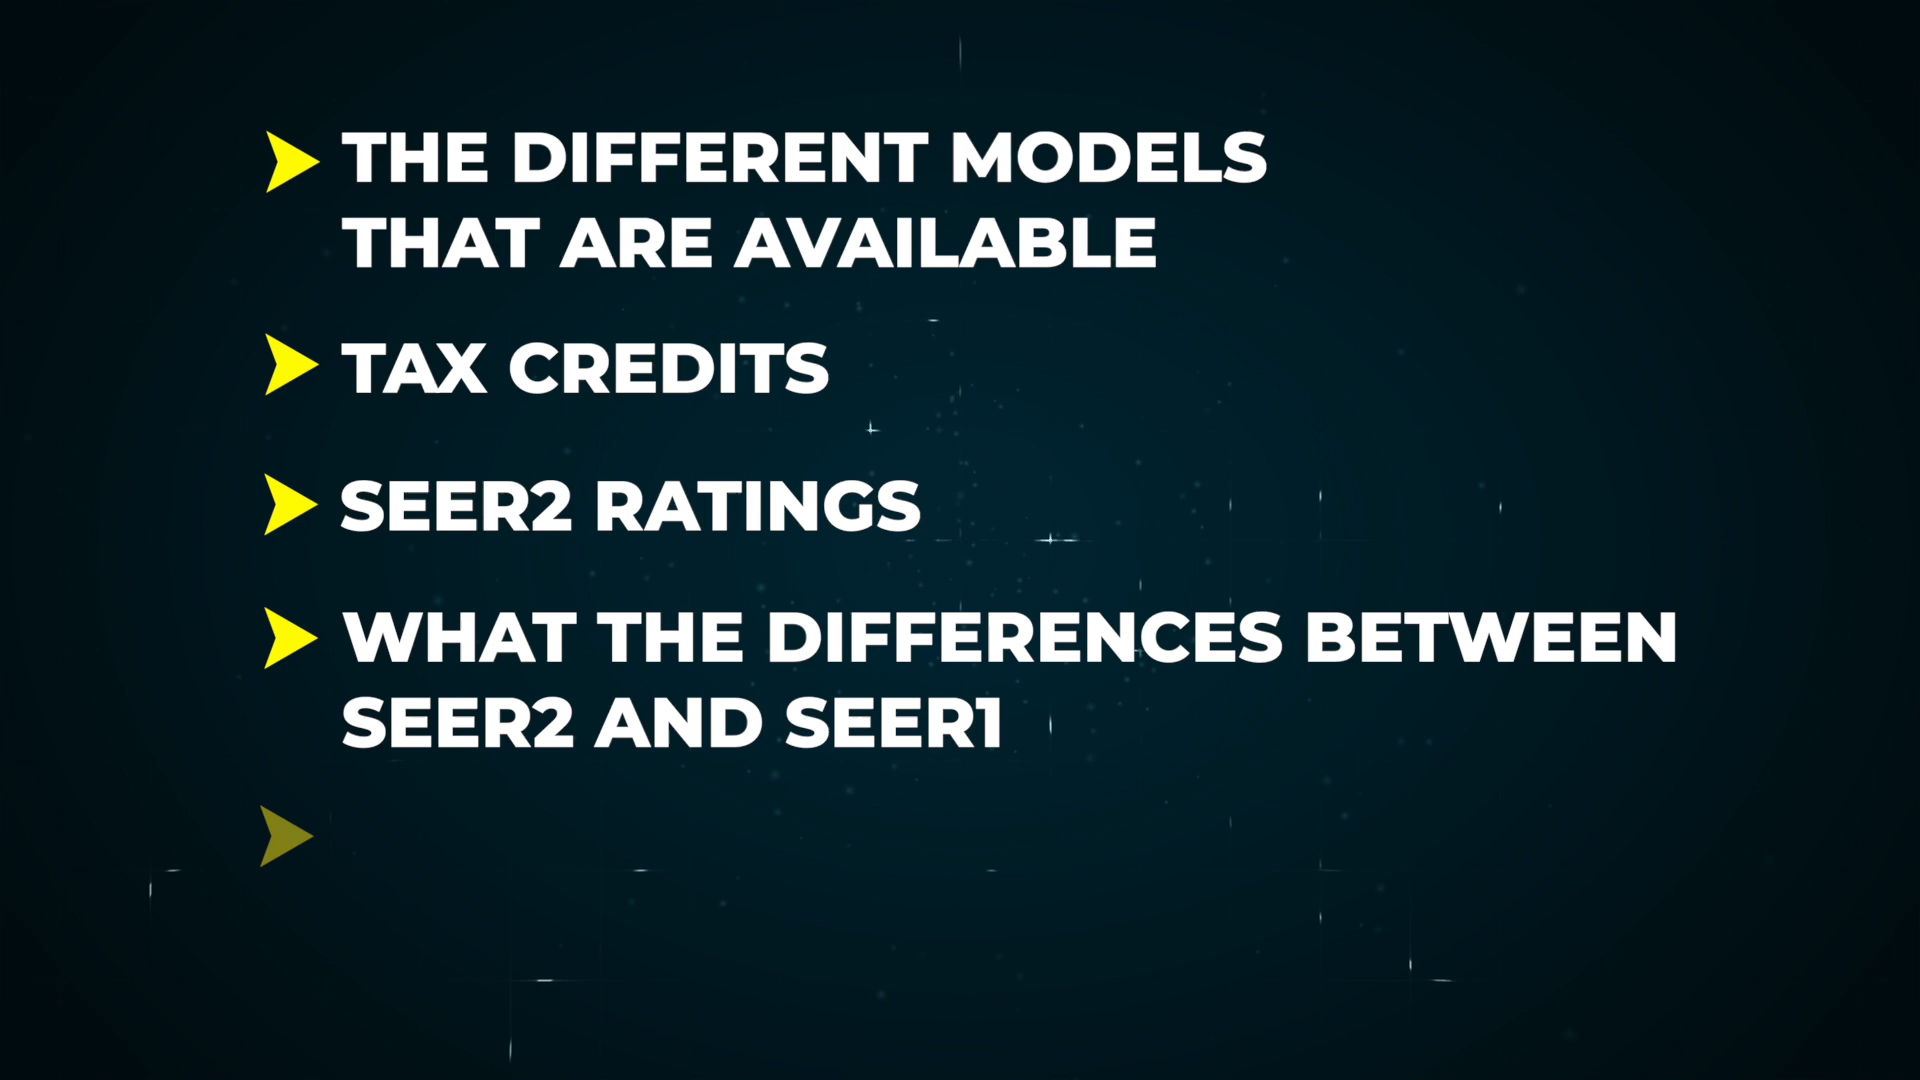 THE DIFFERENT MODELS
THAT ARE AVAILABLE
TAX CREDITS
SEER2 RATINGS
WHAT THE DIFFERENCES BETWEEN
SEER2 AND SEER1